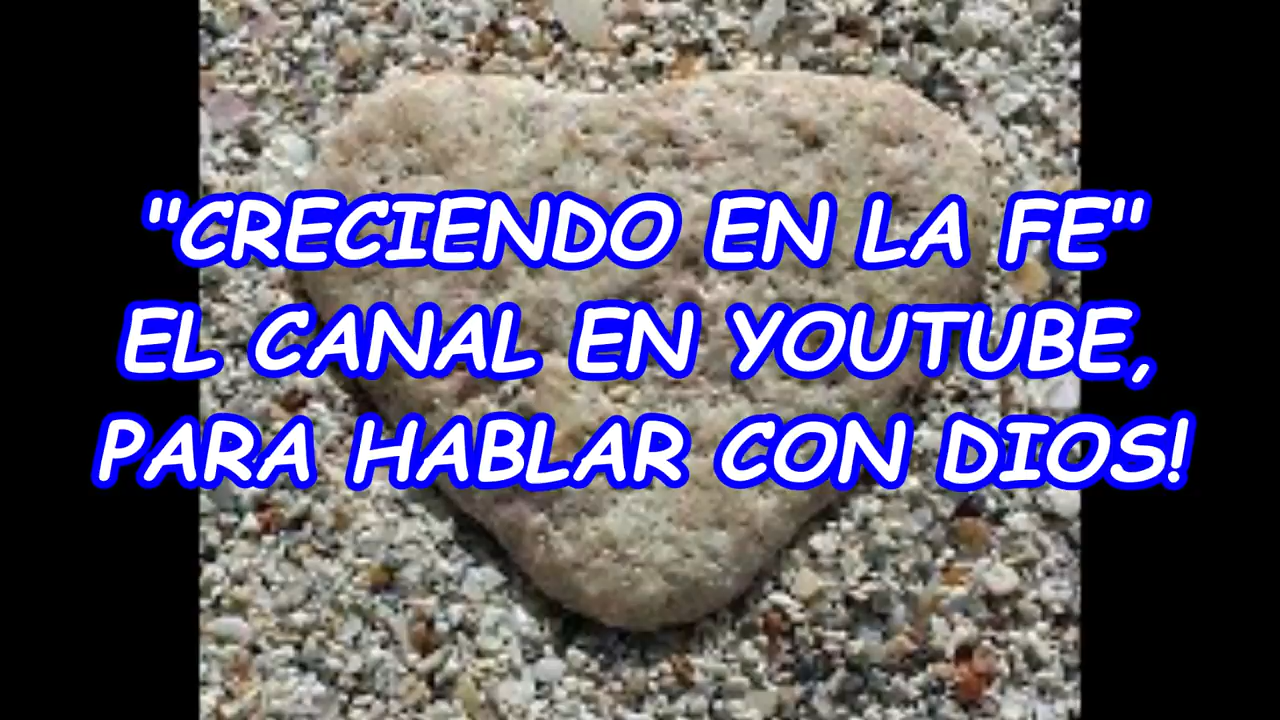 "CRECIENDO EN LA FE"
EL CANAL EN YOUTUBE,
PARA HABLAR CON DIOS!